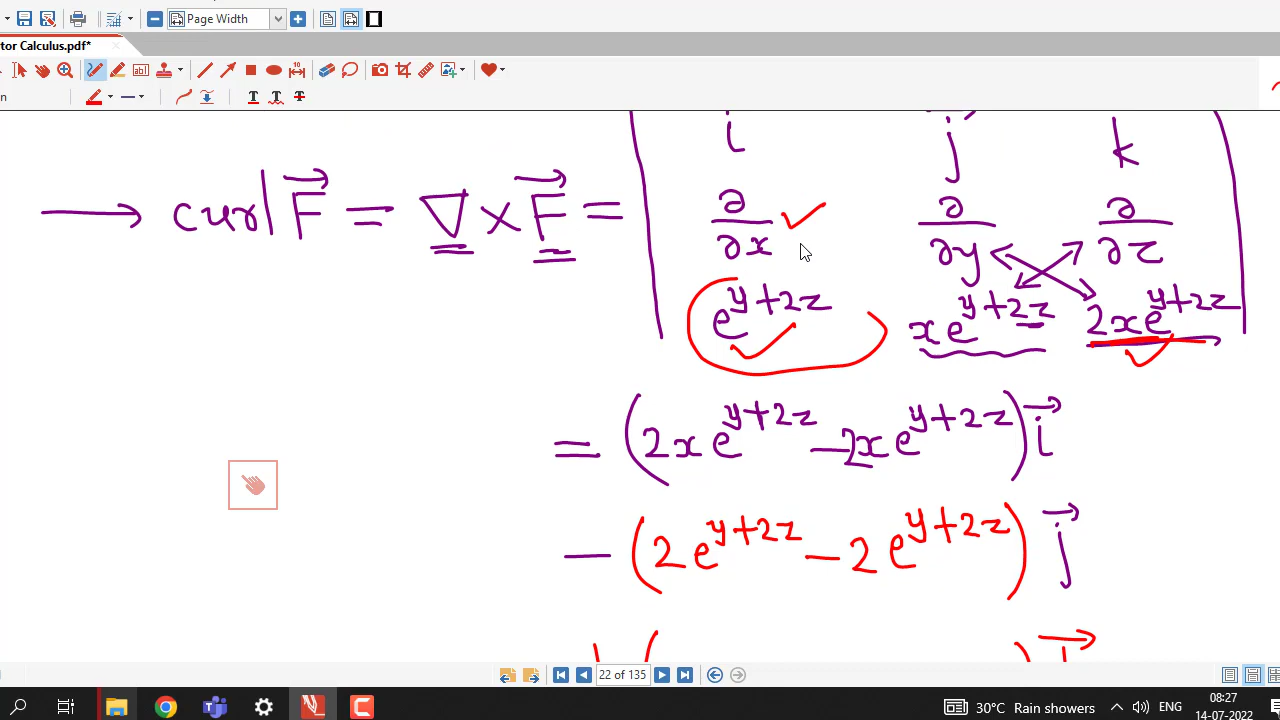 Page Width
tor Calculus.pdf*
i j k
⟶ curl F⃗ = ∇ × F⃗ = ∂/∂x ✓ ∂/∂y ∂/∂z
e^{y+2z} xe^{y+2z} 2xe^{y+2z}
= (2xe^{y+2z} − 2xe^{y+2z}) i⃗
− (2e^{y+2z} − 2e^{y+2z}) j⃗
22 of 135
30°C Rain showers
08:27
14-07-2022